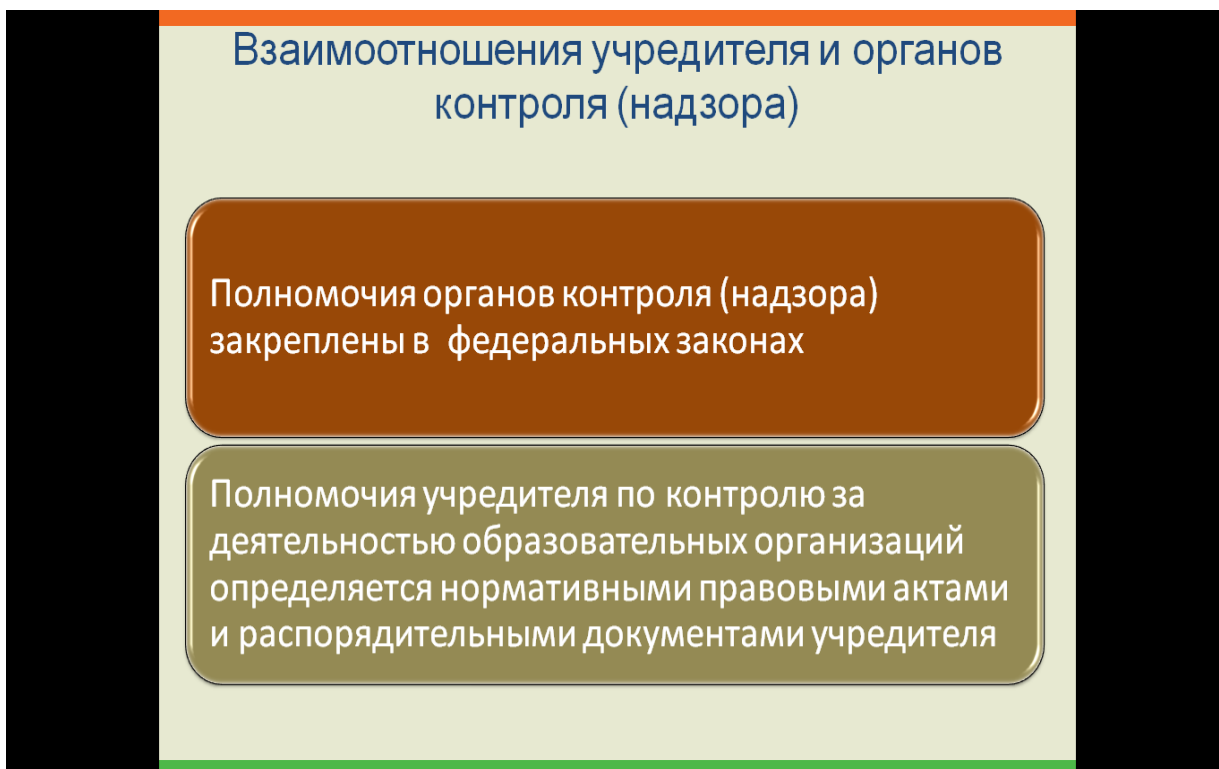 Взаимоотношения учредителя и органов
контроля (надзора)
Полномочия органов контроля (надзора)
закреплены в федеральных законах
Полномочия учредителя по контролю за
деятельностью образовательных организаций
определяется нормативными правовыми актами
и распорядительными документами учредителя